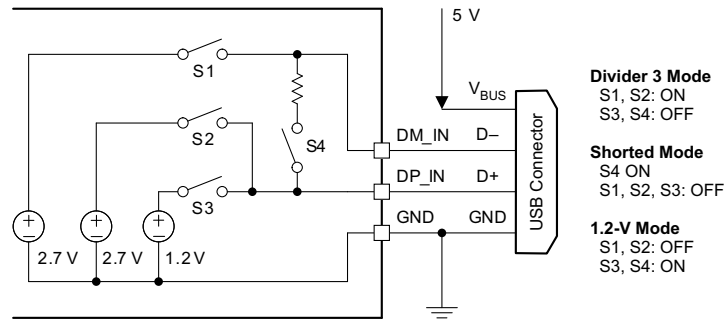 5 V
S1
VBUS
S2
S4
DM_IN
D–
DP_IN
D+
S3
GND
GND
+
–
2.7 V
+
–
2.7 V
+
–
1.2 V
USB Connector
Divider 3 Mode
S1, S2: ON
S3, S4: OFF
Shorted Mode
S4 ON
S1, S2, S3: OFF
1.2-V Mode
S1, S2: OFF
S3, S4: ON